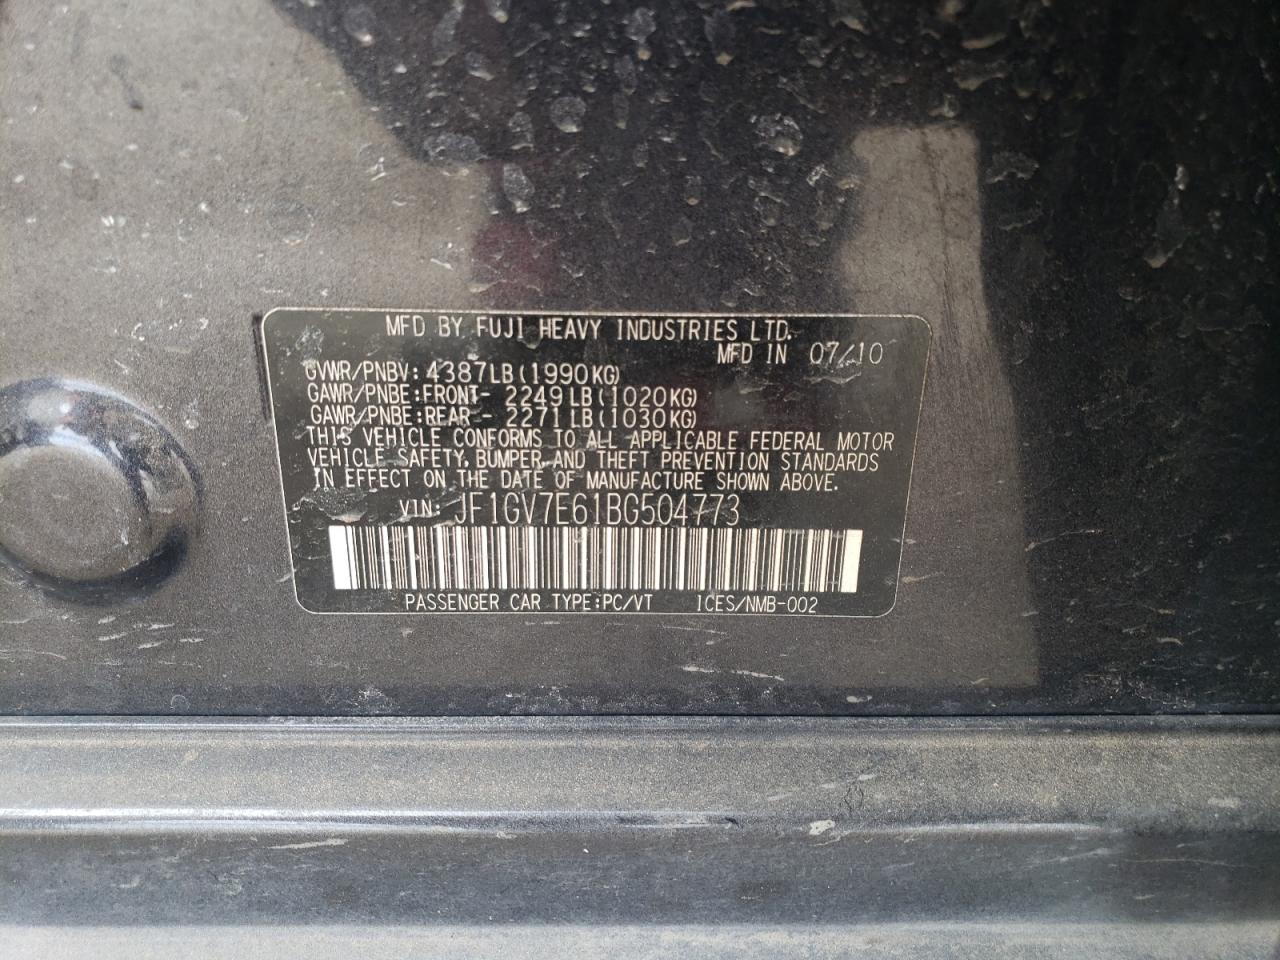 MFD BY FUJI HEAVY INDUSTRIES LTD.
MFD IN 07/10
GVWR/PNBV: 4387LB(1990KG)
GAWR/PNBE:FRONT- 2249LB(1020KG)
GAWR/PNBE:REAR - 2271LB(1030KG)
THIS VEHICLE CONFORMS TO ALL APPLICABLE FEDERAL MOTOR
VEHICLE SAFETY, BUMPER, AND THEFT PREVENTION STANDARDS
IN EFFECT ON THE DATE OF MANUFACTURE SHOWN ABOVE.
VIN: JF1GV7E61BG504773
PASSENGER CAR TYPE:PC/VT ICES/NMB-002